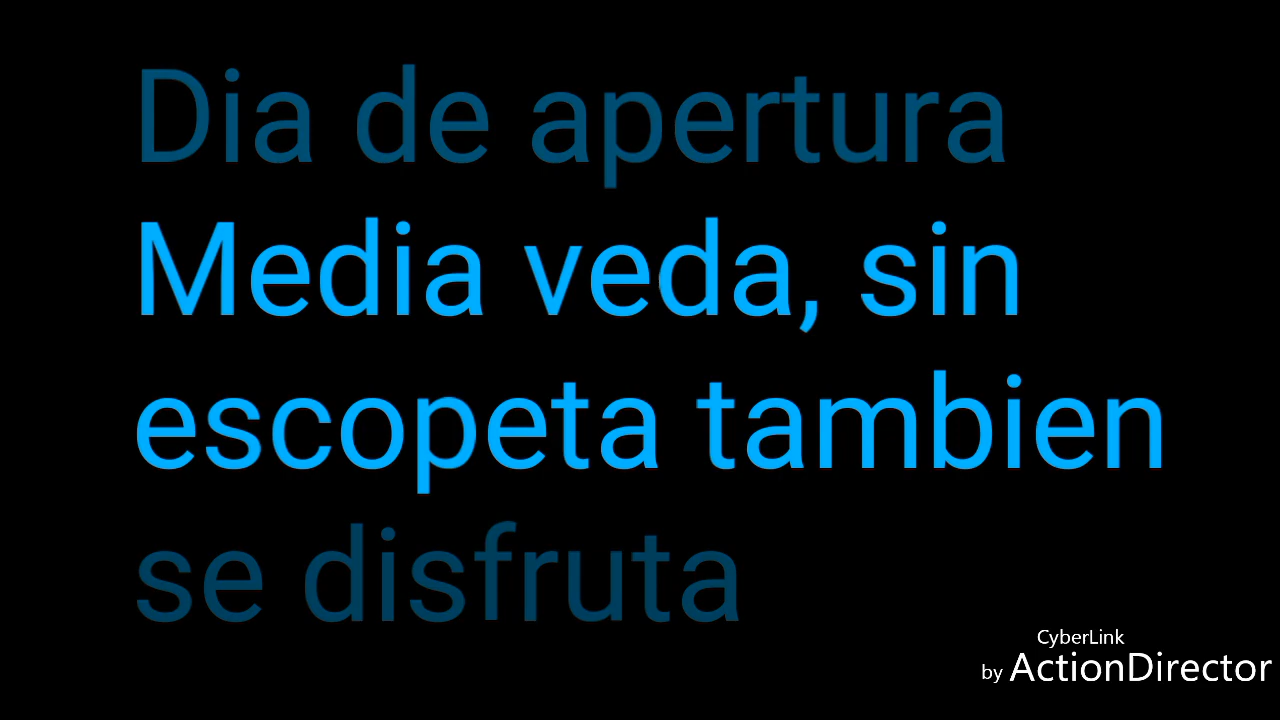 Dia de apertura
Media veda, sin
escopeta tambien
se disfruta
CyberLink
by ActionDirector